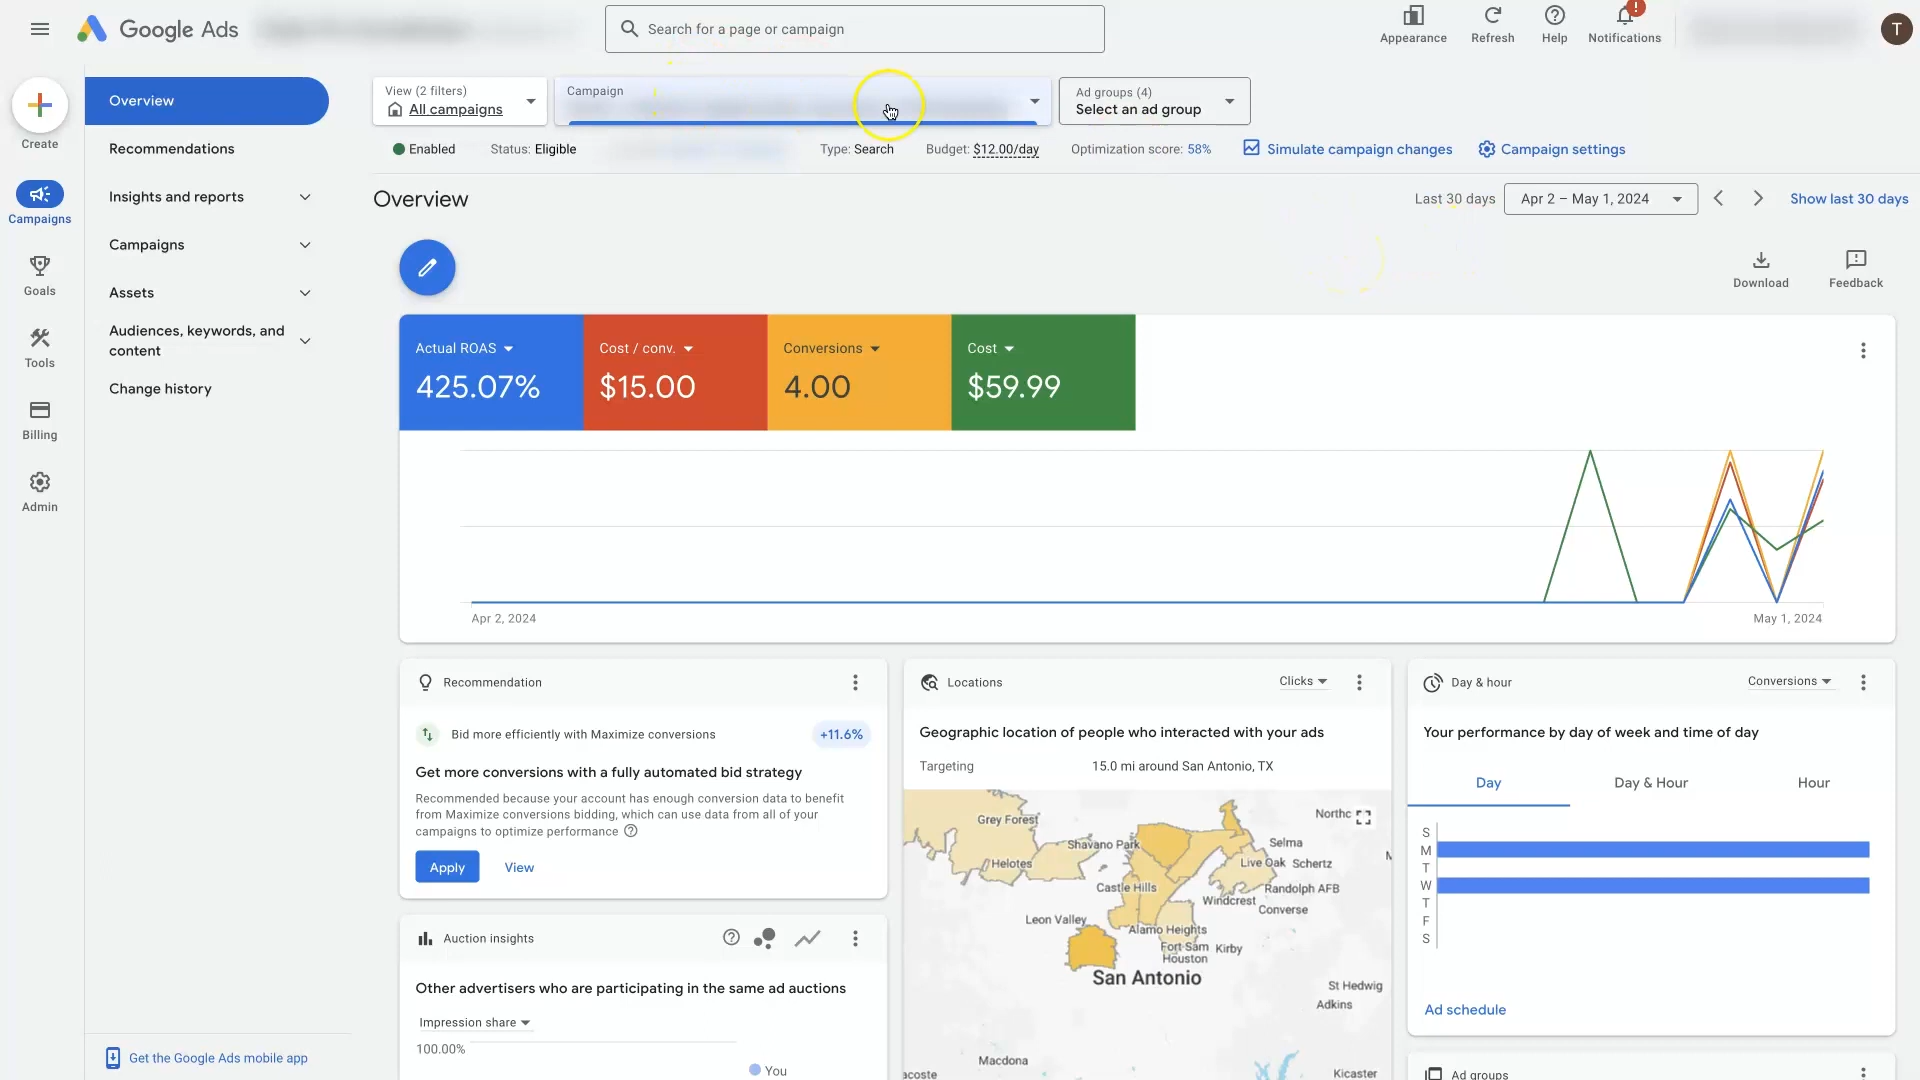 Google Ads
Search for a page or campaign
Appearance
Refresh
Help
!
Notifications
T
Create
Campaigns
Goals
Tools
Billing
Admin
Overview
Recommendations
Insights and reports
Campaigns
Assets
Audiences, keywords, and
content
Change history
Get the Google Ads mobile app
View (2 filters)
All campaigns
Campaign
Ad groups (4)
Select an ad group
Enabled
Status: Eligible
Type: Search
Budget: $12.00/day
Optimization score: 58%
Simulate campaign changes
Campaign settings
Overview
Last 30 days
Apr 2 – May 1, 2024
Show last 30 days
Download
Feedback
Actual ROAS
425.07%
Cost / conv.
$15.00
Conversions
4.00
Cost
$59.99
Apr 2, 2024
May 1, 2024
Recommendation
Bid more efficiently with Maximize conversions
+11.6%
Get more conversions with a fully automated bid strategy
Recommended because your account has enough conversion data to benefit
from Maximize conversions bidding, which can use data from all of your
campaigns to optimize performance
Apply
View
Auction insights
Other advertisers who are participating in the same ad auctions
Impression share
100.00%
You
Locations
Clicks
Geographic location of people who interacted with your ads
Targeting
15.0 mi around San Antonio, TX
Grey Forest
Northc
Shavano Park
Selma
Helotes
Live Oak
Schertz
Castle Hills
Randolph AFB
Windcrest
Converse
Leon Valley
Alamo Heights
Fort Sam
Houston
Kirby
San Antonio
St Hedwig
Adkins
Macdona
acoste
Kicaster
Day & hour
Conversions
Your performance by day of week and time of day
Day
Day & Hour
Hour
S
M
T
W
T
F
S
Ad schedule
Ad groups